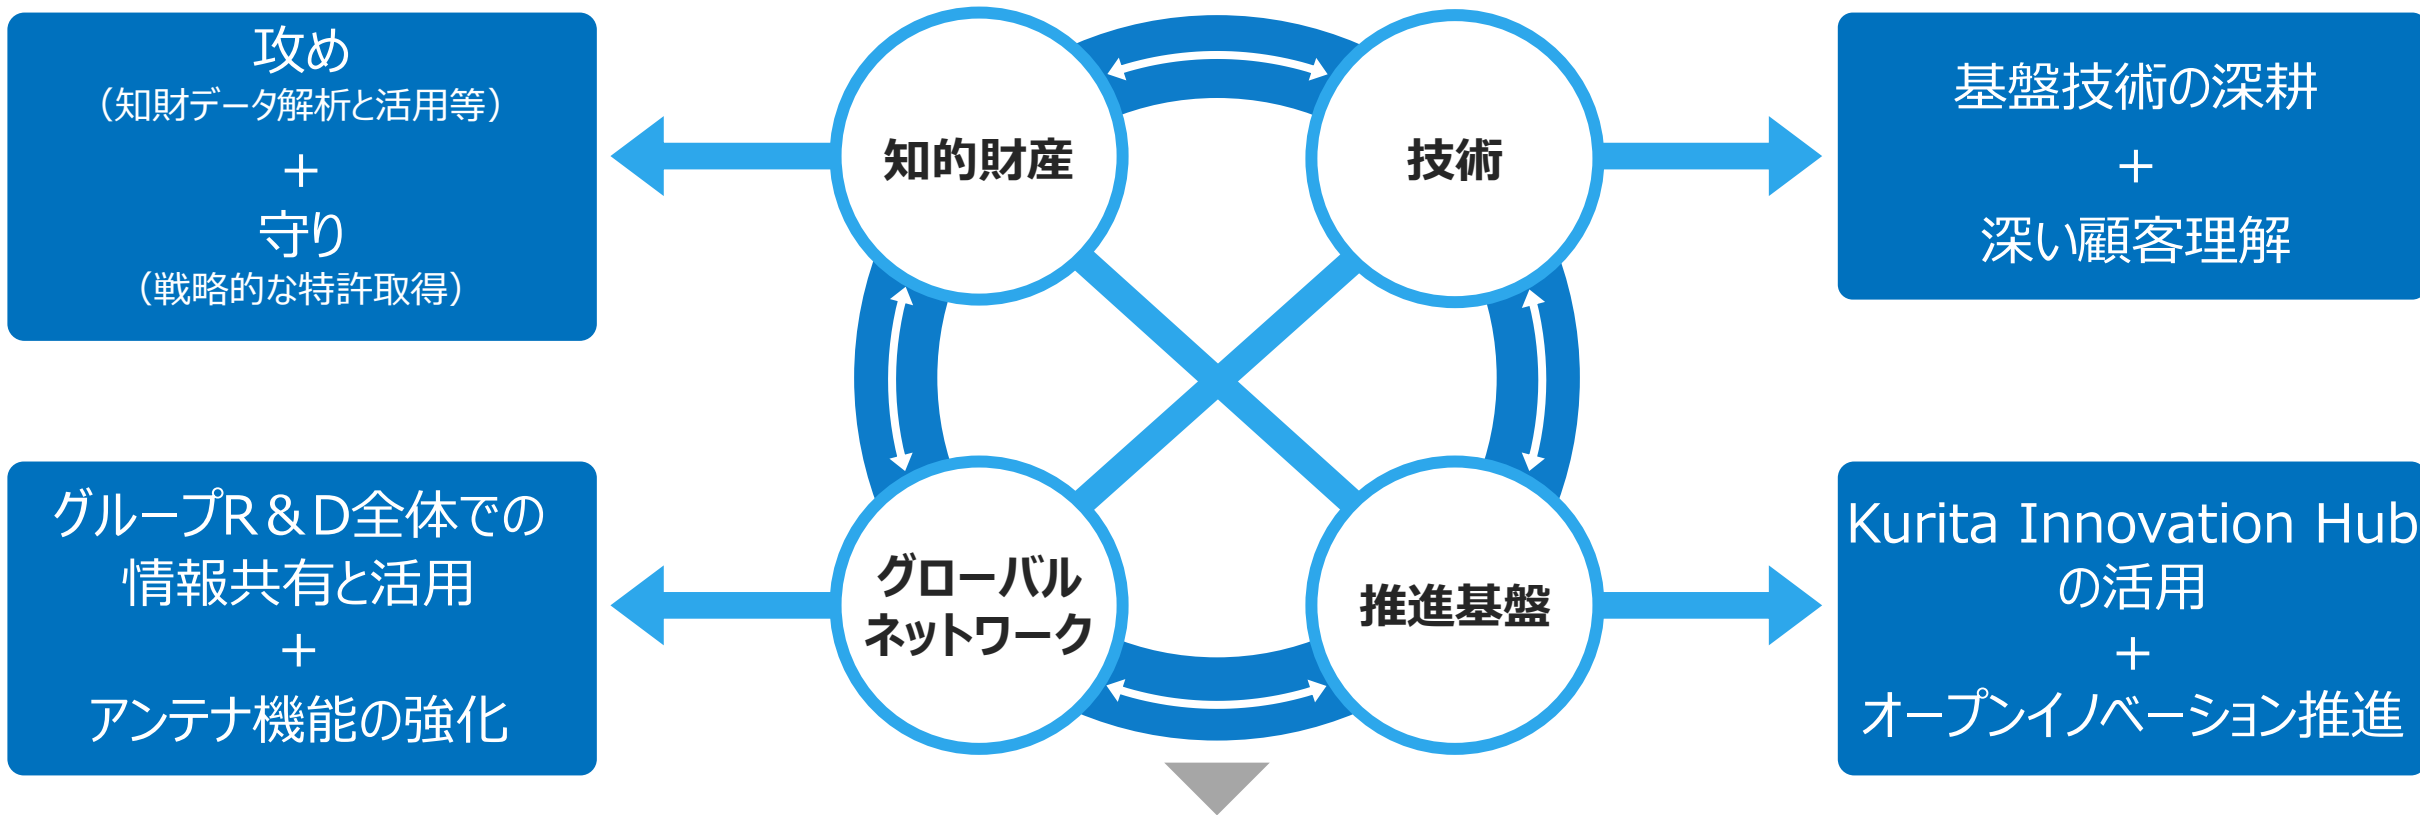 攻め
（知財データ解析と活用等）
＋
守り
（戦略的な特許取得）
知的財産
技術
基盤技術の深耕
＋
深い顧客理解
グループR＆D全体での
情報共有と活用
＋
アンテナ機能の強化
グローバル
ネットワーク
推進基盤
Kurita Innovation Hub
の活用
＋
オープンイノベーション推進